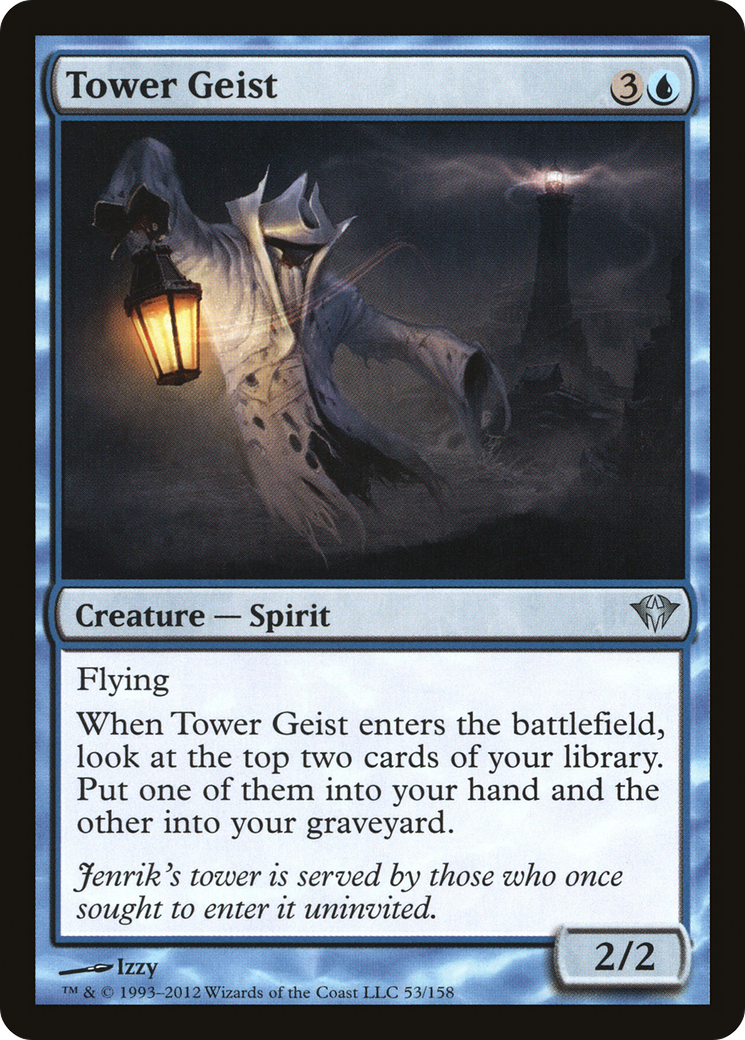 Tower Geist 3
Creature — Spirit
Flying
When Tower Geist enters the battlefield,
look at the top two cards of your library.
Put one of them into your hand and the
other into your graveyard.
Jenrik's tower is served by those who once
sought to enter it uninvited.
2/2
Izzy
™ & © 1993–2012 Wizards of the Coast LLC 53/158